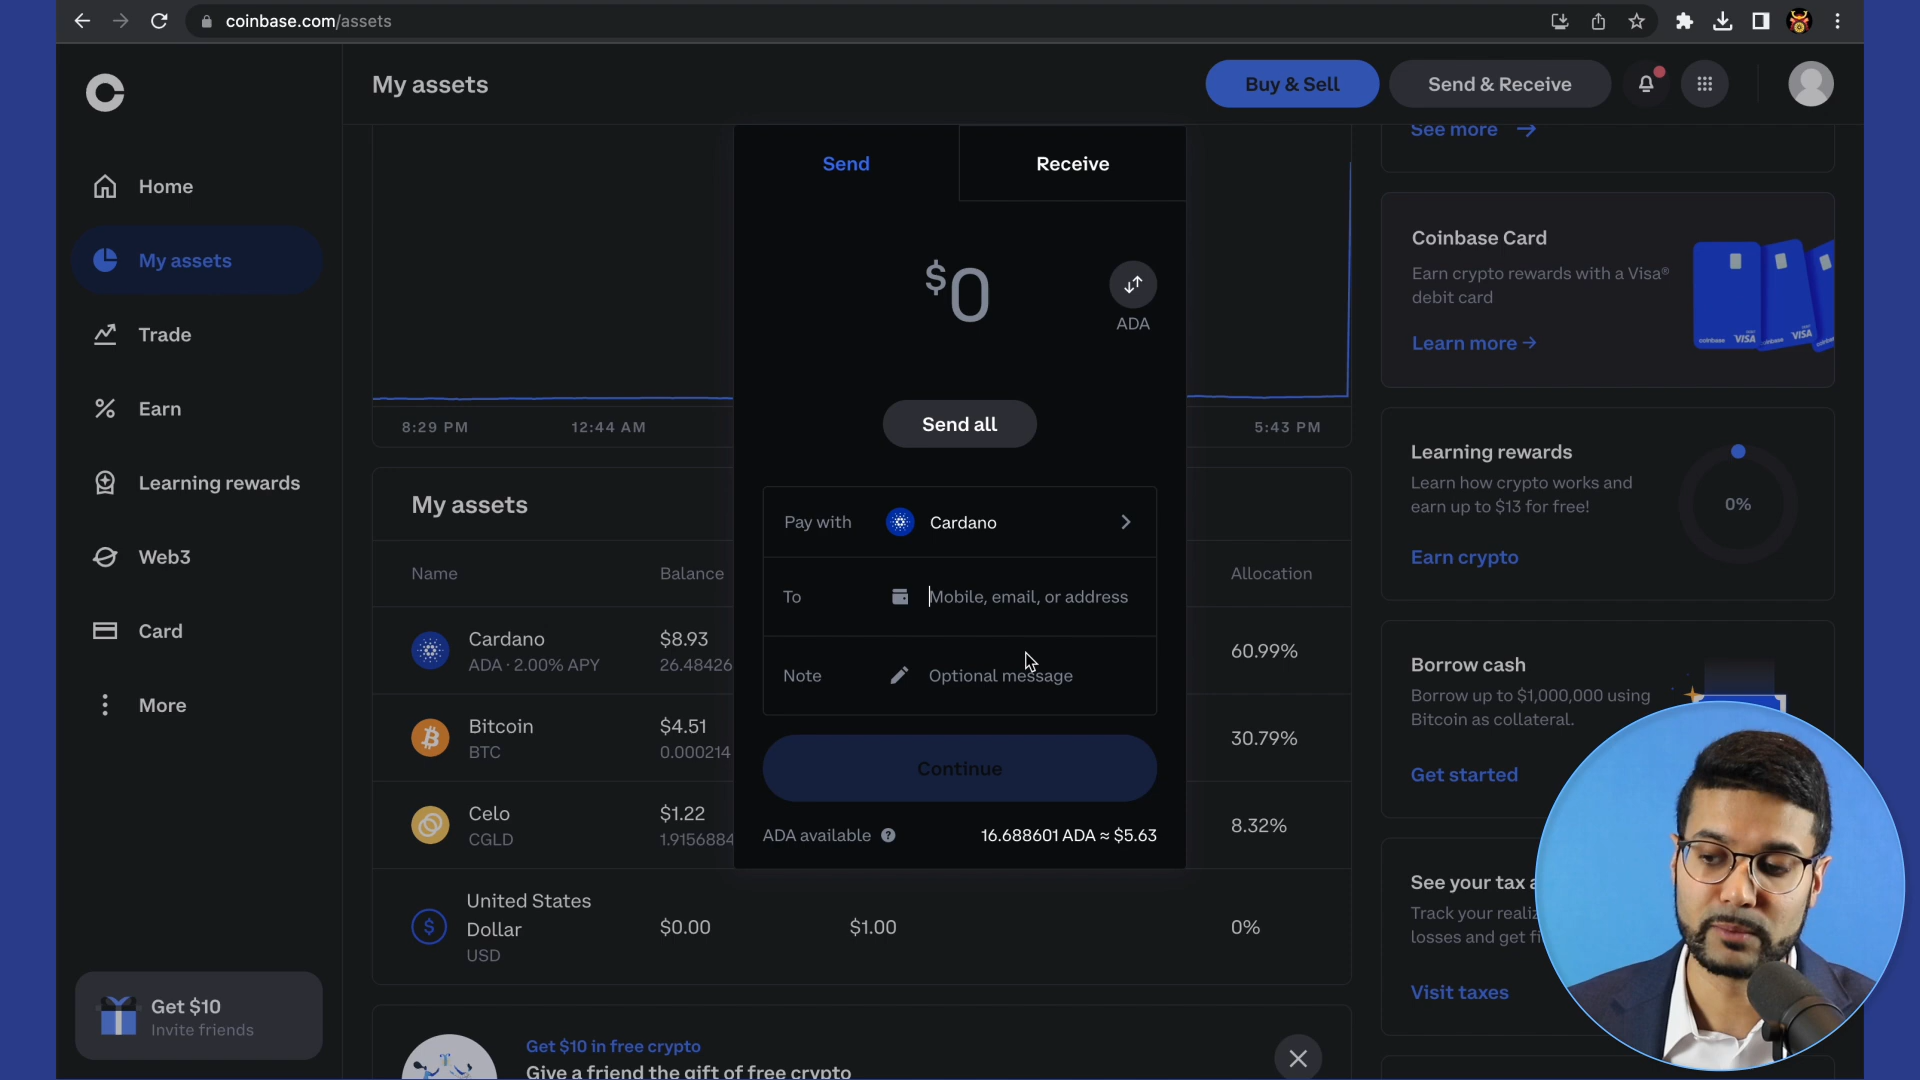 coinbase.com/assets
My assets
Buy & Sell
Send & Receive
Home
My assets
Trade
Earn
Learning rewards
Web3
Card
More
Get $10
Invite friends
8:29 PM
12:44 AM
5:43 PM
My assets
Name
Balance
Allocation
Cardano
ADA · 2.00% APY
$8.93
26.48426
60.99%
Bitcoin
BTC
$4.51
0.000214
30.79%
Celo
CGLD
$1.22
1.9156884
8.32%
United States
Dollar
USD
$0.00
$1.00
0%
Get $10 in free crypto
Give a friend the gift of free crypto
Send
Receive
$0
ADA
Send all
Pay with
Cardano
To
Mobile, email, or address
Note
Optional message
Continue
ADA available
16.688601 ADA ≈ $5.63
See more
Coinbase Card
Earn crypto rewards with a Visa®
debit card
Learn more
coinbase
VISA
VISA
VISA
Learning rewards
Learn how crypto works and
earn up to $13 for free!
0%
Earn crypto
Borrow cash
Borrow up to $1,000,000 using
Bitcoin as collateral.
Get started
See your tax
Track your
losses and get
Visit taxes